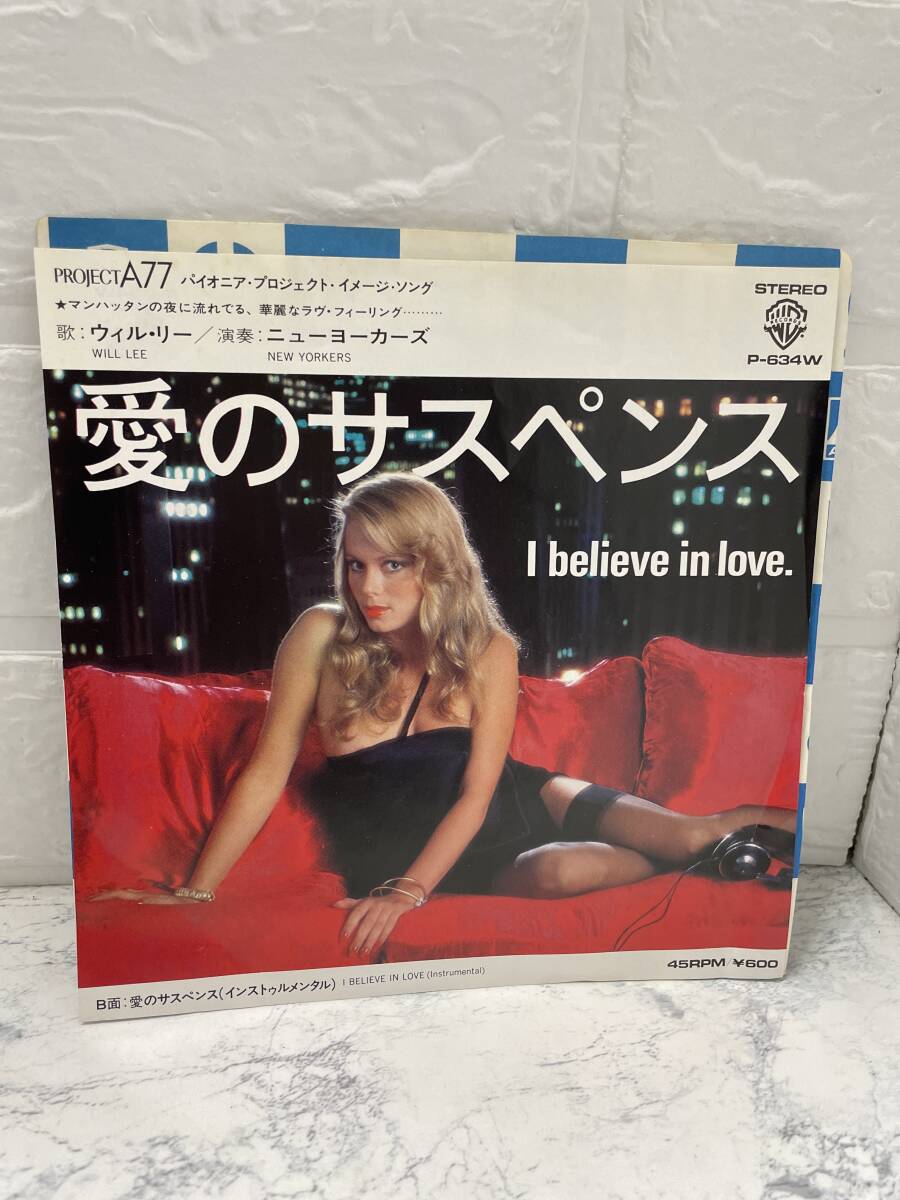 PROJECT A77 パイオニア・プロジェクト・イメージ・ソング
★マンハッタンの夜に流れでる、華麗なラヴ・フィーリング………
歌：ウィル・リー／演奏：ニューヨーカーズ
WILL LEE NEW YORKERS
STEREO
WB
RECORDS
P-634W
愛のサスペンス
I believe in love.
45RPM/¥600
B面：愛のサスペンス(インストゥルメンタル) I BELIEVE IN LOVE (Instrumental)